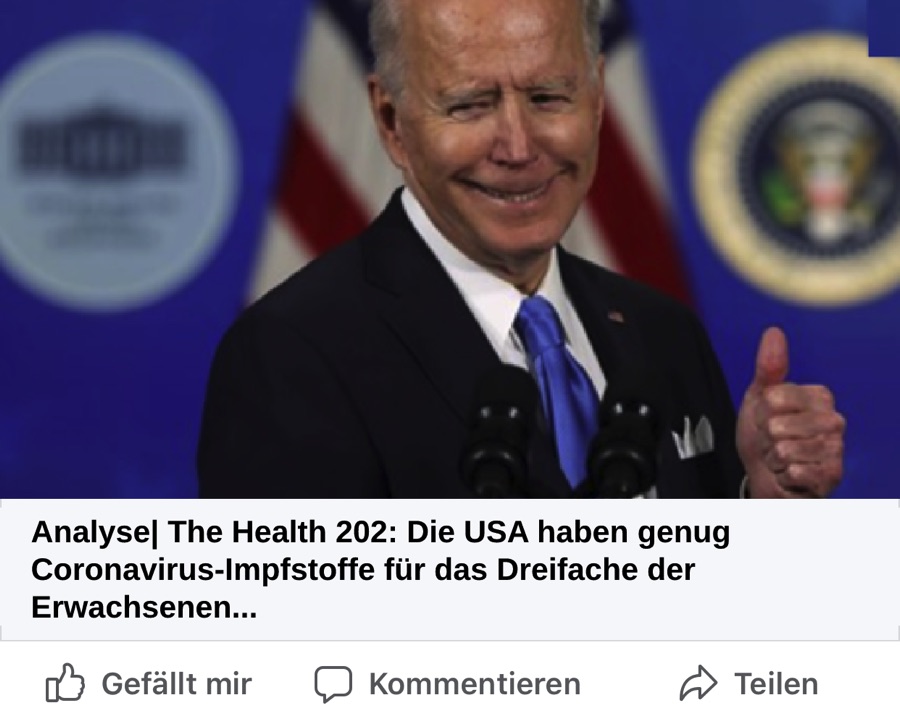 Analyse| The Health 202: Die USA haben genug
Coronavirus-Impfstoffe für das Dreifache der
Erwachsenen...
Gefällt mir
Kommentieren
Teilen